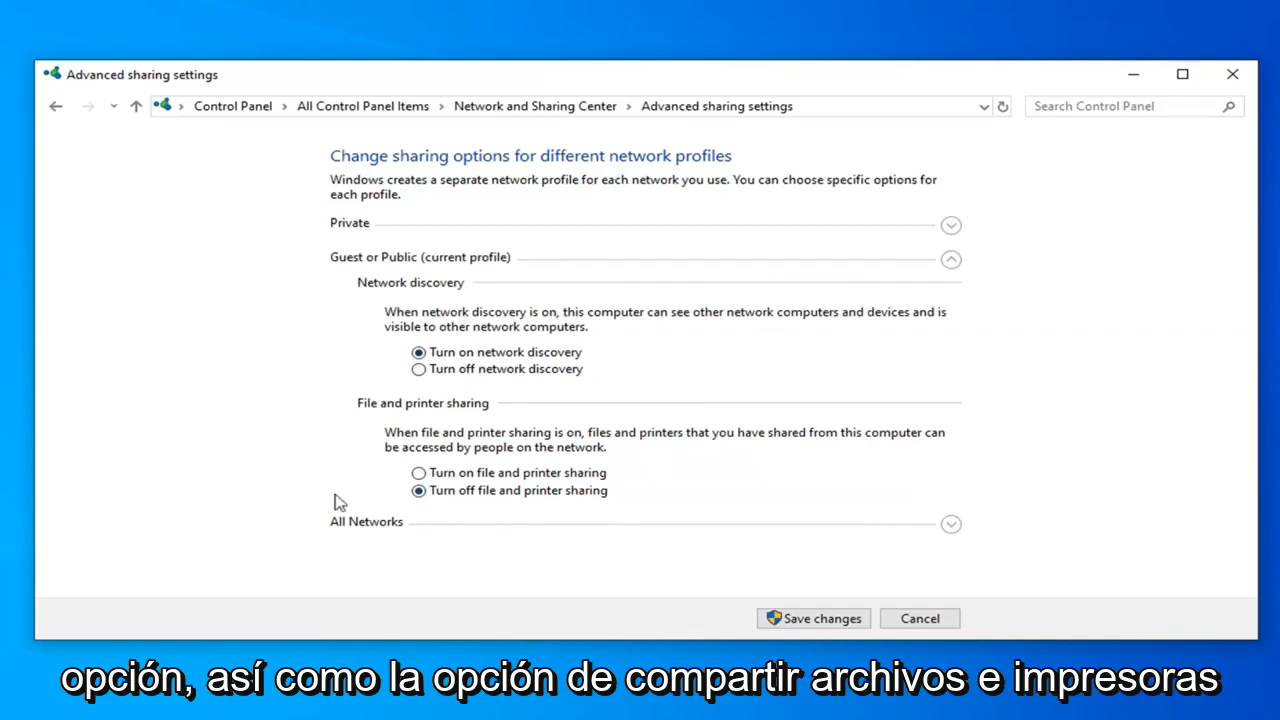 Advanced sharing settings
Control Panel > All Control Panel Items > Network and Sharing Center > Advanced sharing settings
Search Control Panel
Change sharing options for different network profiles
Windows creates a separate network profile for each network you use. You can choose specific options for
each profile.
Private
Guest or Public (current profile)
Network discovery
When network discovery is on, this computer can see other network computers and devices and is
visible to other network computers.
Turn on network discovery
Turn off network discovery
File and printer sharing
When file and printer sharing is on, files and printers that you have shared from this computer can
be accessed by people on the network.
Turn on file and printer sharing
Turn off file and printer sharing
All Networks
Save changes
Cancel
opción, así como la opción de compartir archivos e impresoras